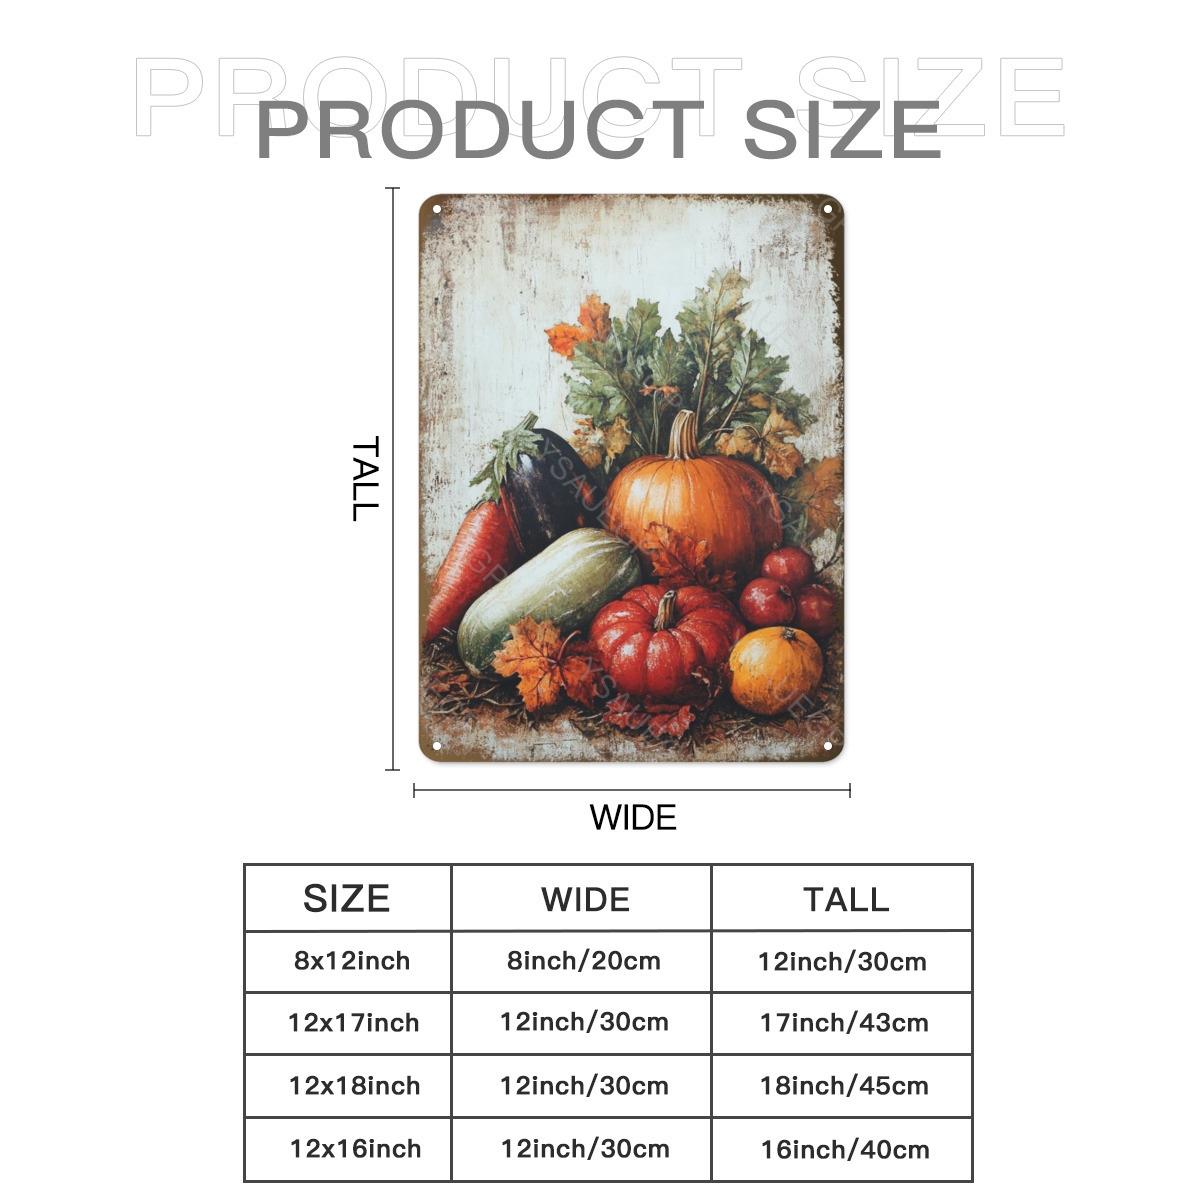 PRODUCT SIZE
PRODUCT SIZE
TALL
WIDE
SIZE WIDE TALL
8x12inch 8inch/20cm 12inch/30cm
12x17inch 12inch/30cm 17inch/43cm
12x18inch 12inch/30cm 18inch/45cm
12x16inch 12inch/30cm 16inch/40cm